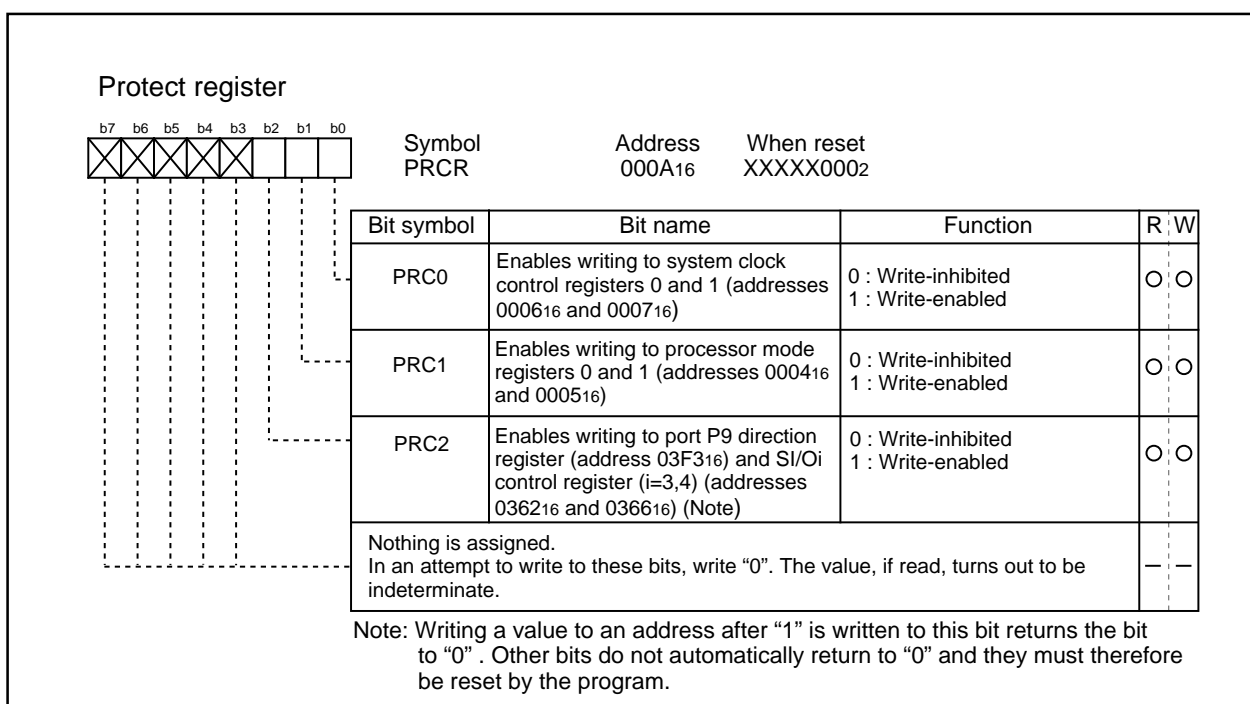 Protect register
b7 b6 b5 b4 b3 b2 b1 b0
Symbol Address When reset
PRCR 000A16 XXXXX0002
Bit symbol Bit name Function R W
PRC0 Enables writing to system clock
control registers 0 and 1 (addresses
000616 and 000716)
0 : Write-inhibited
1 : Write-enabled
PRC1 Enables writing to processor mode
registers 0 and 1 (addresses 000416
and 000516)
0 : Write-inhibited
1 : Write-enabled
PRC2 Enables writing to port P9 direction
register (address 03F316) and SI/Oi
control register (i=3,4) (addresses
036216 and 036616) (Note)
0 : Write-inhibited
1 : Write-enabled
Nothing is assigned.
In an attempt to write to these bits, write “0”. The value, if read, turns out to be
indeterminate.
Note: Writing a value to an address after “1” is written to this bit returns the bit
to “0” . Other bits do not automatically return to “0” and they must therefore
be reset by the program.